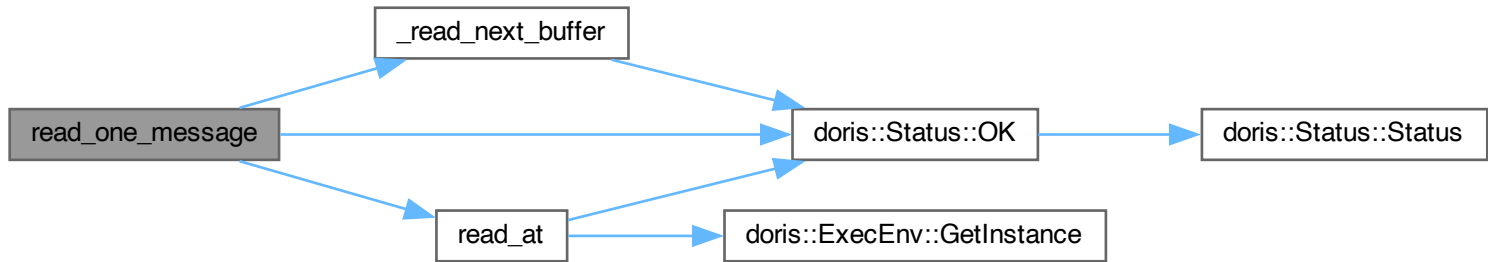 _read_next_buffer
read_one_message
doris::Status::OK
doris::Status::Status
read_at
doris::ExecEnv::GetInstance